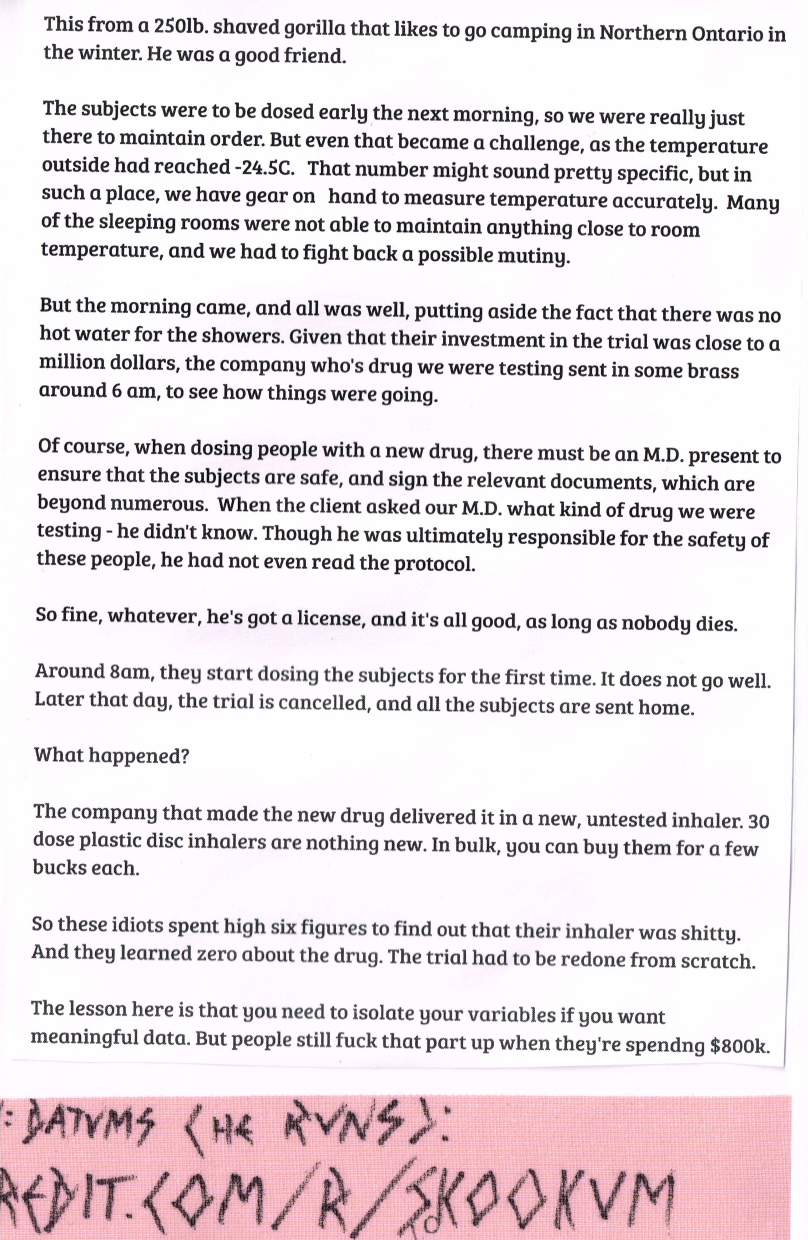 This from a 250lb. shaved gorilla that likes to go camping in Northern Ontario in
the winter. He was a good friend.
The subjects were to be dosed early the next morning, so we were really just
there to maintain order. But even that became a challenge, as the temperature
outside had reached -24.5C. That number might sound pretty specific, but in
such a place, we have gear on hand to measure temperature accurately. Many
of the sleeping rooms were not able to maintain anything close to room
temperature, and we had to fight back a possible mutiny.
But the morning came, and all was well, putting aside the fact that there was no
hot water for the showers. Given that their investment in the trial was close to a
million dollars, the company who's drug we were testing sent in some brass
around 6 am, to see how things were going.
Of course, when dosing people with a new drug, there must be an M.D. present to
ensure that the subjects are safe, and sign the relevant documents, which are
beyond numerous. When the client asked our M.D. what kind of drug we were
testing - he didn't know. Though he was ultimately responsible for the safety of
these people, he had not even read the protocol.
So fine, whatever, he's got a license, and it's all good, as long as nobody dies.
Around 8am, they start dosing the subjects for the first time. It does not go well.
Later that day, the trial is cancelled, and all the subjects are sent home.
What happened?
The company that made the new drug delivered it in a new, untested inhaler. 30
dose plastic disc inhalers are nothing new. In bulk, you can buy them for a few
bucks each.
So these idiots spent high six figures to find out that their inhaler was shitty.
And they learned zero about the drug. The trial had to be redone from scratch.
The lesson here is that you need to isolate your variables if you want
meaningful data. But people still fuck that part up when they're spendng $800k.
: DATVMS (HE RVNS):
REDIT.COM/R/SKOOKVM